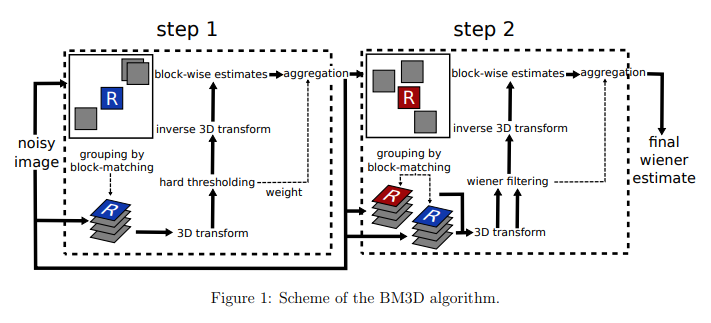 step 1
step 2
R
block-wise estimates
aggregation
R
block-wise estimates
aggregation
noisy
image
inverse 3D transform
inverse 3D transform
final
wiener
estimate
grouping by
block-matching
grouping by
block-matching
hard thresholding
weight
wiener filtering
R
R
R
3D transform
3D transform
Figure 1: Scheme of the BM3D algorithm.